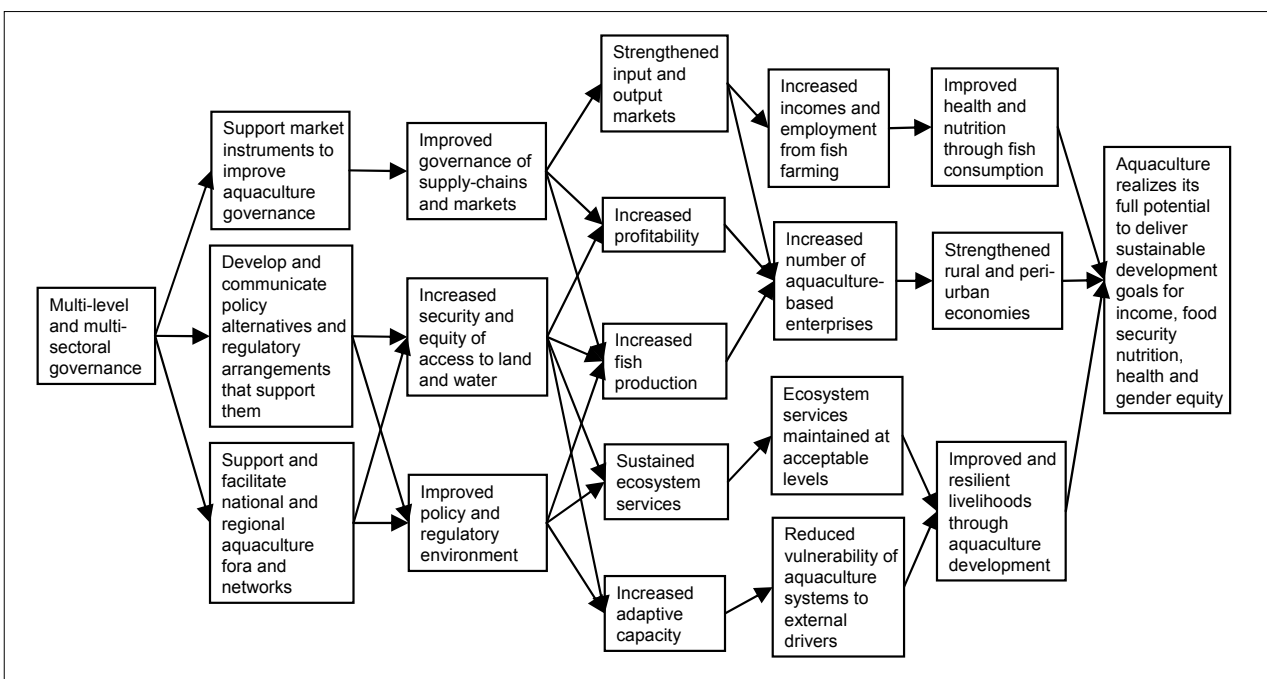 Multi-level
and multi-
sectoral
governance
Support market
instruments to
improve
aquaculture
governance
Develop and
communicate
policy
alternatives and
regulatory
arrangements
that support
them
Support and
facilitate
national and
regional
aquaculture
fora and
networks
Improved
governance of
supply-chains
and markets
Increased
security and
equity of
access to land
and water
Improved
policy and
regulatory
environment
Strengthened
input and
output
markets
Increased
profitability
Increased
fish
production
Sustained
ecosystem
services
Increased
adaptive
capacity
Increased
incomes and
employment
from fish
farming
Increased
number of
aquaculture-
based
enterprises
Ecosystem
services
maintained at
acceptable
levels
Reduced
vulnerability of
aquaculture
systems to
external
drivers
Improved
health and
nutrition
through fish
consumption
Strengthened
rural and peri-
urban
economies
Improved and
resilient
livelihoods
through
aquaculture
development
Aquaculture
realizes its
full potential
to deliver
sustainable
development
goals for
income, food
security
nutrition,
health and
gender equity